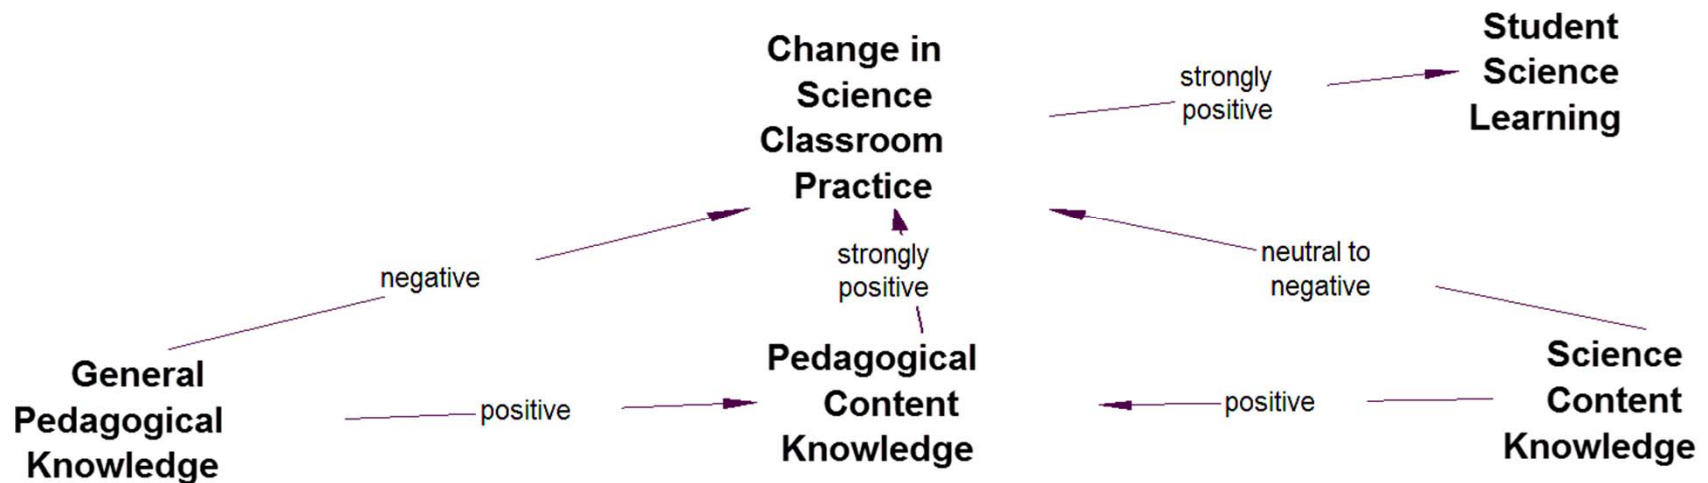 Change in
Science
Classroom
Practice
strongly
positive
Student
Science
Learning
negative
strongly
positive
neutral to
negative
General
Pedagogical
Knowledge
positive
Pedagogical
Content
Knowledge
positive
Science
Content
Knowledge